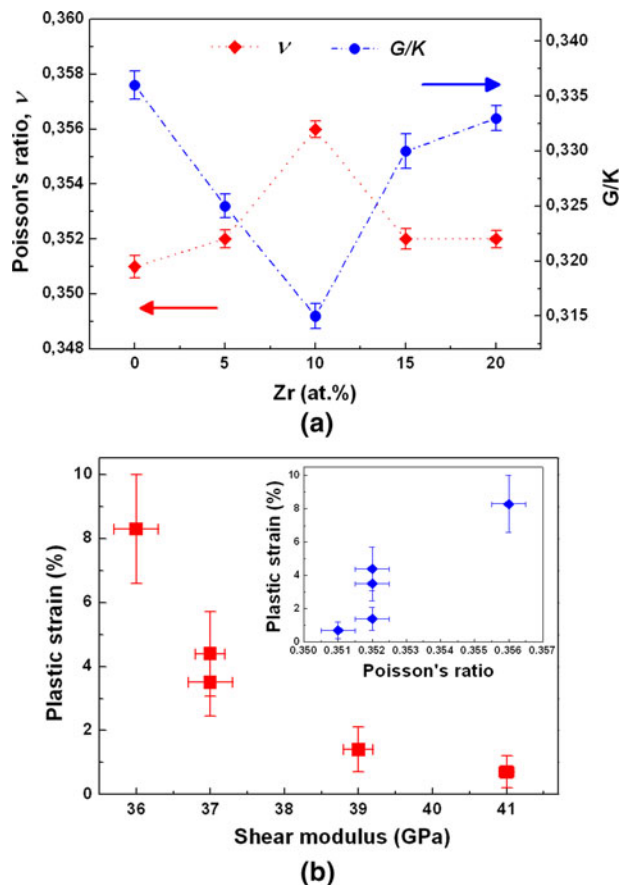 0,360
0,358
0,356
0,354
0,352
0,350
0,348
Poisson's ratio, ν
ν
G/K
0,340
0,335
0,330
0,325
0,320
0,315
G/K
0 5 10 15 20
Zr (at.%)
(a)
10
8
6
4
2
0
Plastic strain (%)
10
8
6
4
2
0
Plastic strain (%)
0.350 0.351 0.352 0.353 0.354 0.355 0.356 0.357
Poisson's ratio
36 37 38 39 40 41
Shear modulus (GPa)
(b)